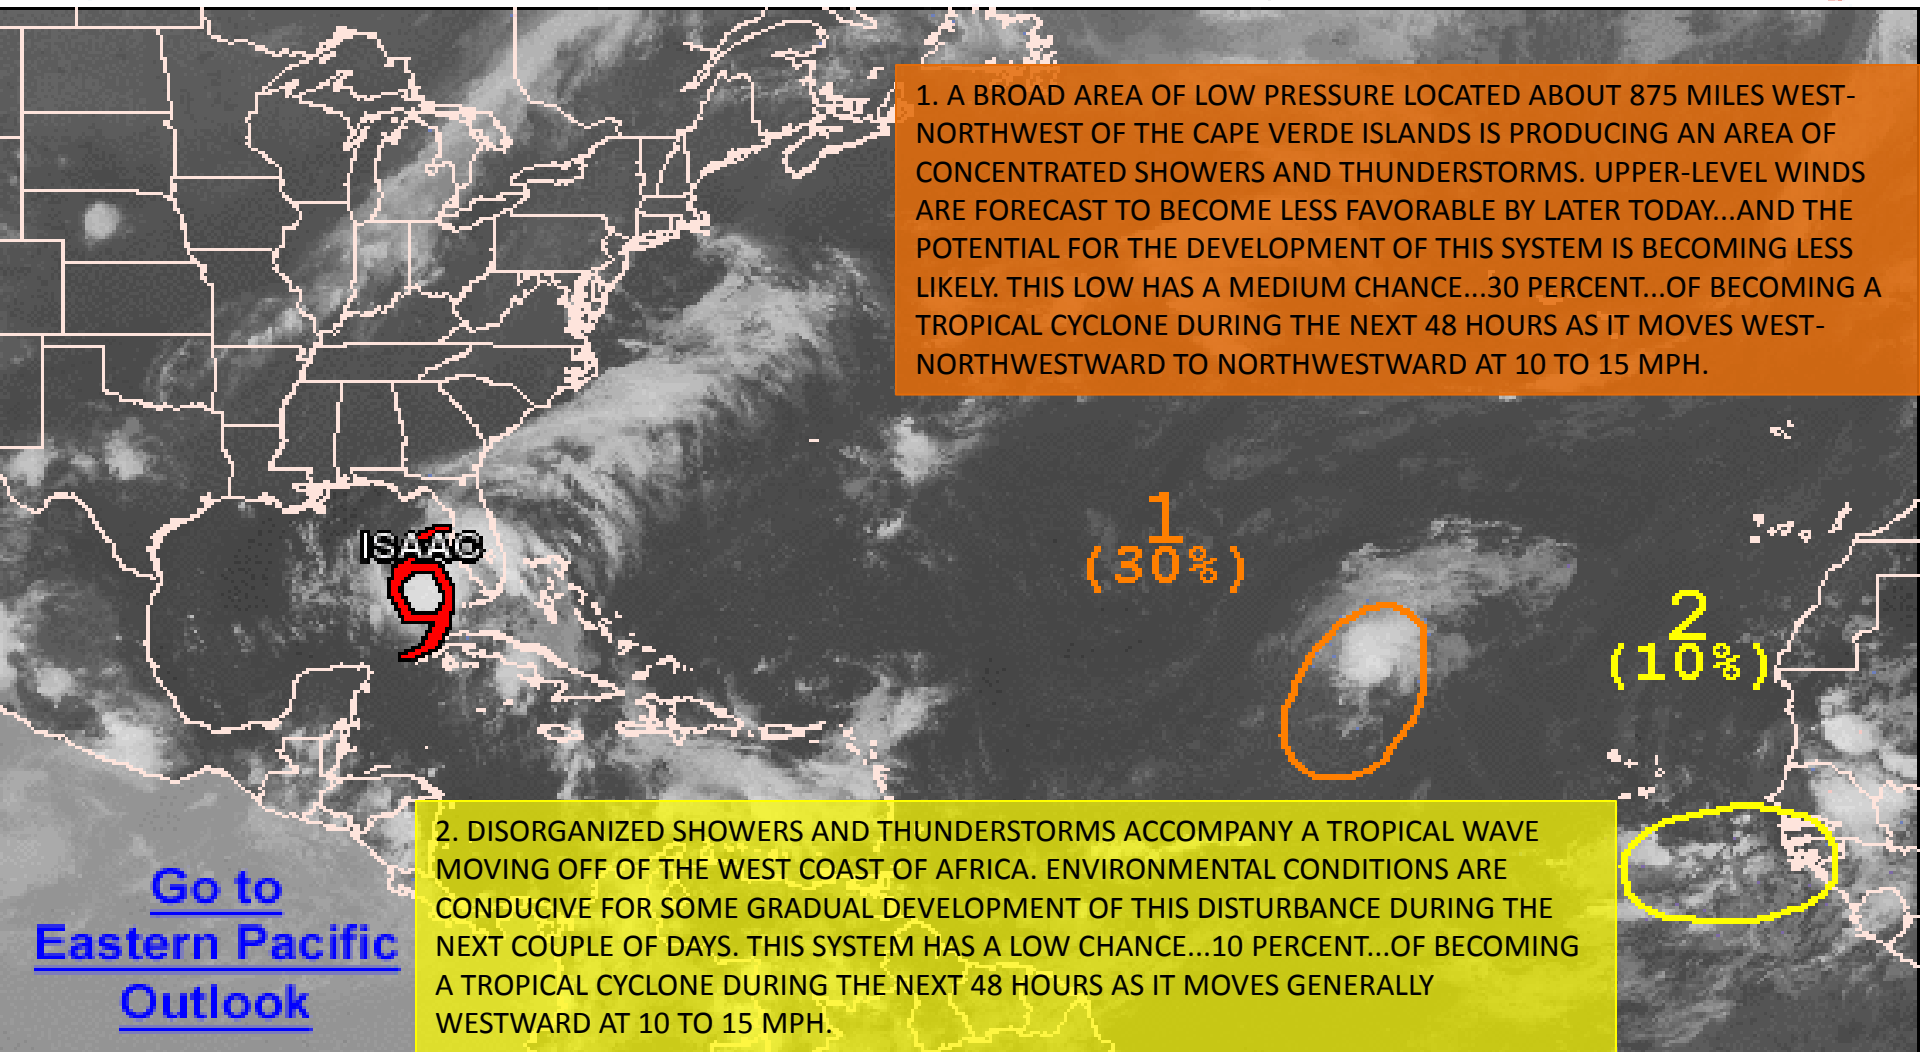 1. A BROAD AREA OF LOW PRESSURE LOCATED ABOUT 875 MILES WEST-
NORTHWEST OF THE CAPE VERDE ISLANDS IS PRODUCING AN AREA OF
CONCENTRATED SHOWERS AND THUNDERSTORMS. UPPER-LEVEL WINDS
ARE FORECAST TO BECOME LESS FAVORABLE BY LATER TODAY...AND THE
POTENTIAL FOR THE DEVELOPMENT OF THIS SYSTEM IS BECOMING LESS
LIKELY. THIS LOW HAS A MEDIUM CHANCE...30 PERCENT...OF BECOMING A
TROPICAL CYCLONE DURING THE NEXT 48 HOURS AS IT MOVES WEST-
NORTHWESTWARD TO NORTHWESTWARD AT 10 TO 15 MPH.
ISAAC
1
(30%)
2
(10%)
2. DISORGANIZED SHOWERS AND THUNDERSTORMS ACCOMPANY A TROPICAL WAVE
MOVING OFF OF THE WEST COAST OF AFRICA. ENVIRONMENTAL CONDITIONS ARE
CONDUCIVE FOR SOME GRADUAL DEVELOPMENT OF THIS DISTURBANCE DURING THE
NEXT COUPLE OF DAYS. THIS SYSTEM HAS A LOW CHANCE...10 PERCENT...OF BECOMING
A TROPICAL CYCLONE DURING THE NEXT 48 HOURS AS IT MOVES GENERALLY
WESTWARD AT 10 TO 15 MPH.
Go to
Eastern Pacific
Outlook